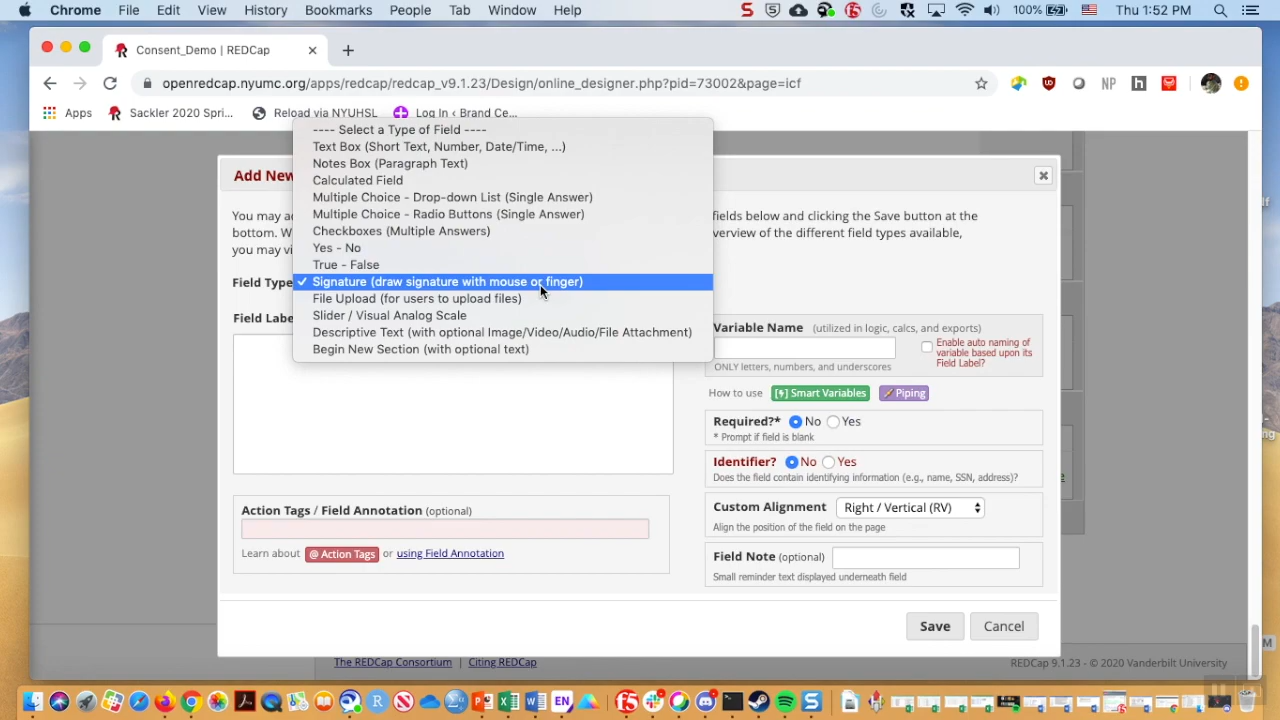 Chrome File Edit View History Bookmarks People Tab Window Help 100% Thu 1:52 PM
Consent_Demo | REDCap
openredcap.nyumc.org/apps/redcap/redcap_v9.1.23/Design/online_designer.php?pid=73002&page=icf
Apps Sackler 2020 Spri... Reload via NYUHSL Log In ‹ Brand Ce...
---- Select a Type of Field ----
Text Box (Short Text, Number, Date/Time, ...)
Notes Box (Paragraph Text)
Calculated Field
Multiple Choice - Drop-down List (Single Answer)
Multiple Choice - Radio Buttons (Single Answer)
Checkboxes (Multiple Answers)
Yes - No
True - False
✓ Signature (draw signature with mouse or finger)
File Upload (for users to upload files)
Slider / Visual Analog Scale
Descriptive Text (with optional Image/Video/Audio/File Attachment)
Begin New Section (with optional text)
Add New
You may a fields below and clicking the Save button at the
bottom. W overview of the different field types available,
you may vi
Field Type
Field Labe
Variable Name (utilized in logic, calcs, and exports)
Enable auto naming of
variable based upon its
Field Label?
ONLY letters, numbers, and underscores
How to use Smart Variables Piping
Required?* No Yes
* Prompt if field is blank
Identifier? No Yes
Does the field contain identifying information (e.g., name, SSN, address)?
Custom Alignment Right / Vertical (RV)
Align the position of the field on the page
Field Note (optional)
Small reminder text displayed underneath field
Action Tags / Field Annotation (optional)
Learn about @ Action Tags or using Field Annotation
Save Cancel
The REDCap Consortium | Citing REDCap
REDCap 9.1.23 - © 2020 Vanderbilt University